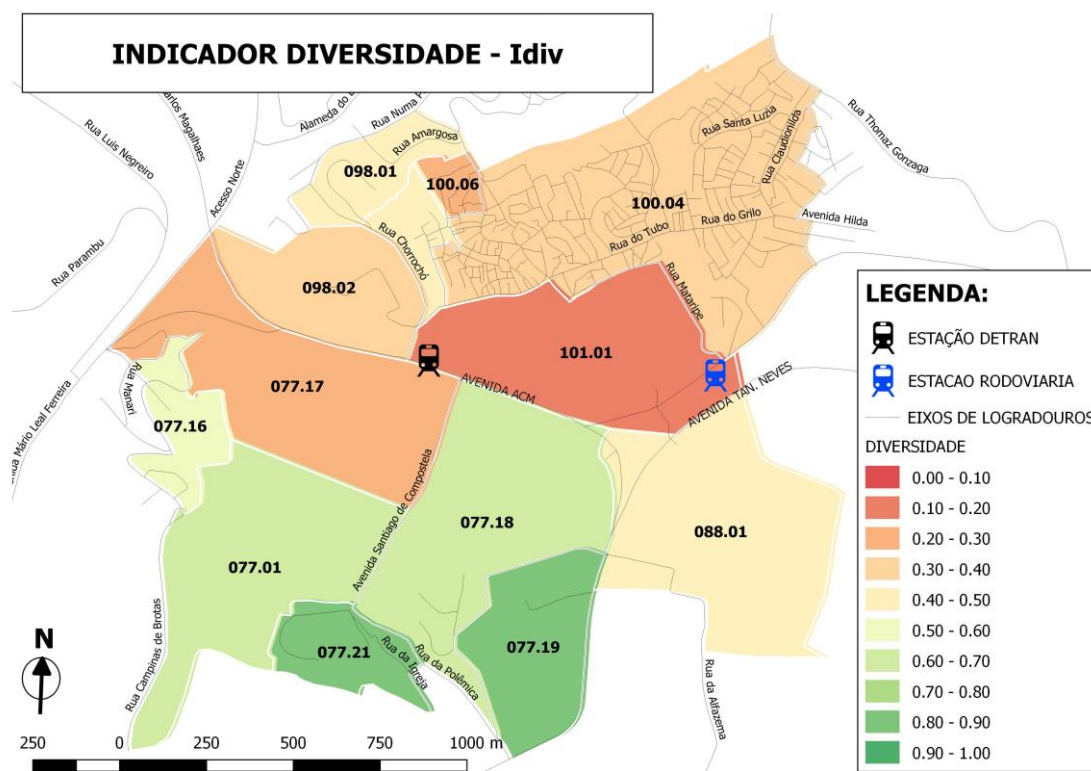 INDICADOR DIVERSIDADE - Idiv
Rua Luis Negreiro
Acesso Norte
Rua Parambu
Rua Amargosa
098.01
100.06
Rua Santa Luzia
Rua Claudionilda
Rua Thomaz Gonzaga
100.04
Rua do Grilo
Avenida Hilda
Rua do Tubo
Rua Chorrochó
098.02
Rua Mataripe
101.01
AVENIDA ACM
AVENIDA TAN. NEVES
077.17
Rua Manari
077.16
Mário Leal Ferreira
Avenida Santiago de Compostela
077.18
088.01
077.01
077.19
077.21
Rua da Igreja
Rua da Polêmica
Rua Campinas de Brotas
Rua da Alfazema
N
250 0 250 500 750 1000 m
LEGENDA:
ESTAÇÃO DETRAN
ESTACAO RODOVIARIA
EIXOS DE LOGRADOUROS
DIVERSIDADE
0.00 - 0.10
0.10 - 0.20
0.20 - 0.30
0.30 - 0.40
0.40 - 0.50
0.50 - 0.60
0.60 - 0.70
0.70 - 0.80
0.80 - 0.90
0.90 - 1.00